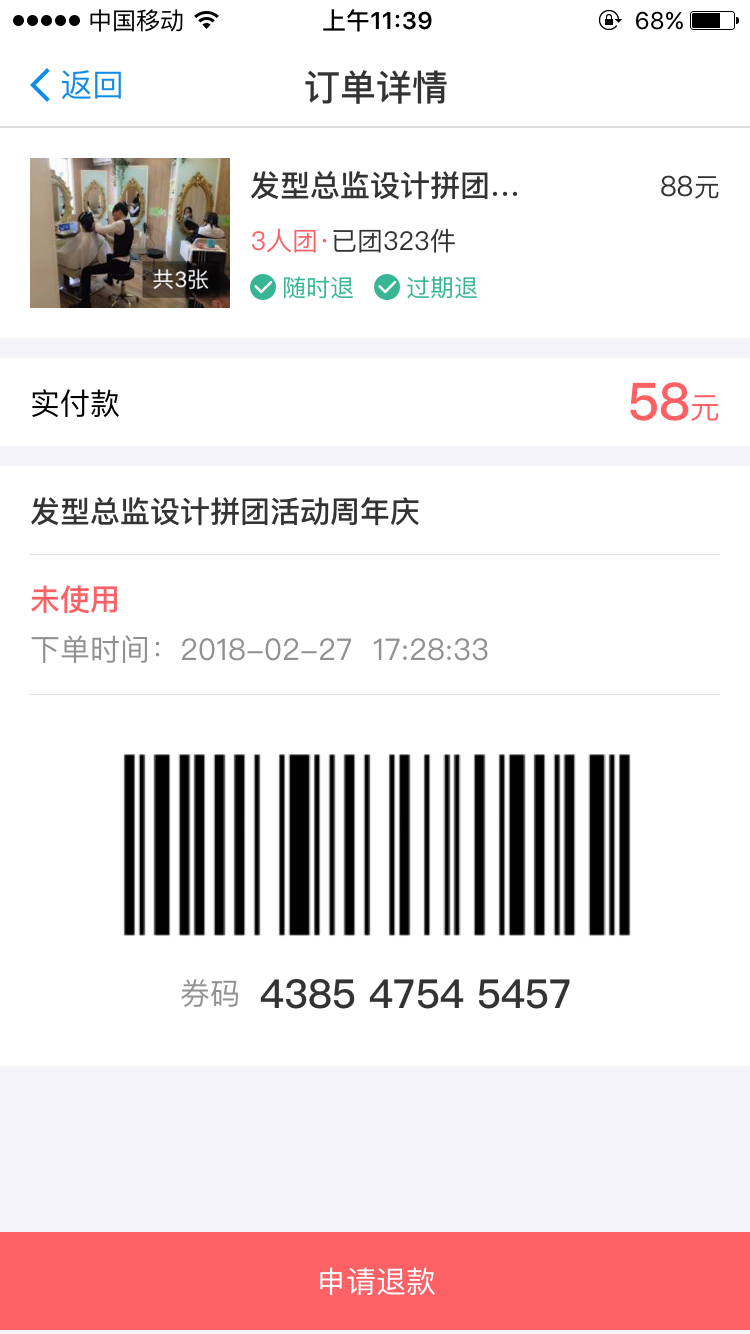 中国移动 上午11:39 68%
返回 订单详情
发型总监设计拼团... 88元
3人团·已团323件
共3张
随时退 过期退
实付款 58元
发型总监设计拼团活动周年庆
未使用
下单时间：2018-02-27 17:28:33
券码 4385 4754 5457
申请退款